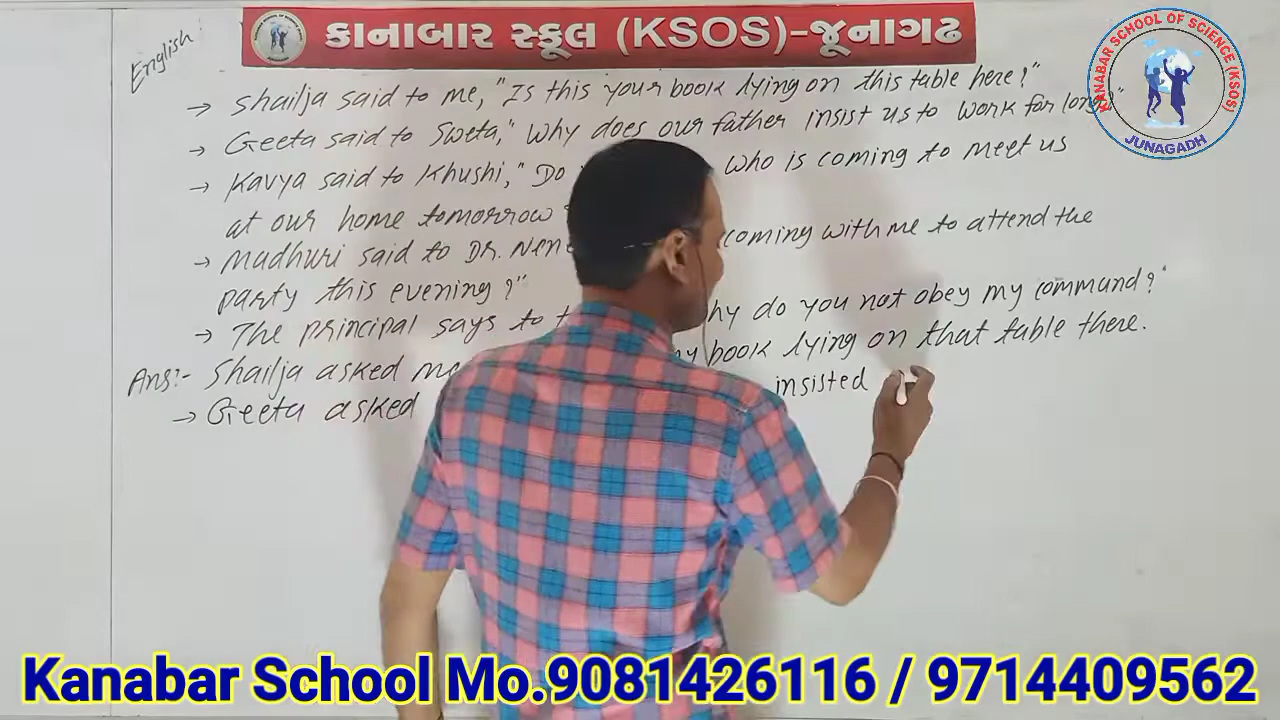 English
કાનાબાર સ્કૂલ (KSOS)-જૂનાગઢ
KANABAR SCHOOL OF SCIENCE (KSOS)
JUNAGADH
→ Shailja said to me, "Is this your book lying on this table here?"
→ Geeta said to Sweta, "Why does our father insist us to work for long?"
→ Kavya said to Khushi, "Do who is coming to meet us
at our home tomorrow
→ Madhuri said to Dr. Nene coming with me to attend the
party this evening?"
→ The principal says to do you not obey my command?"
Ans:- Shailja asked my book lying on that table there.
→ Geeta asked insisted
Kanabar School Mo.9081426116 / 9714409562